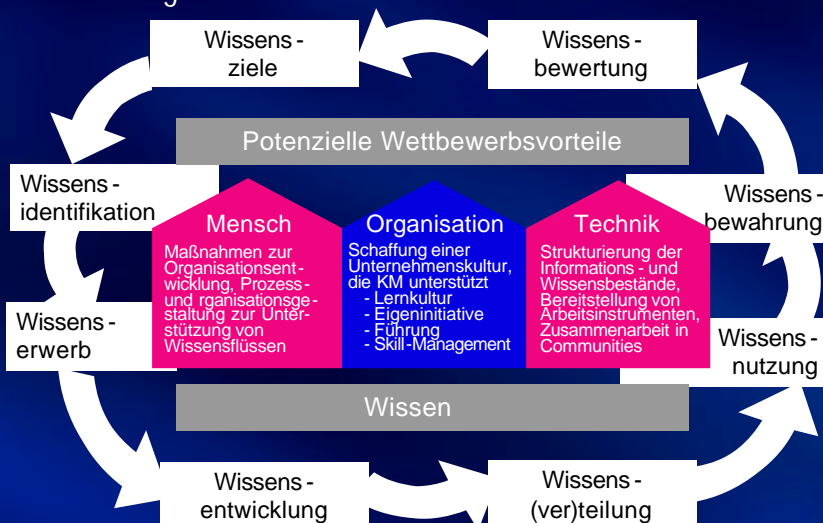 Wissens -
ziele
Wissen -
bewertung
Potenzielle Wettbewerbsvorteile
Wissens -
identifikation
Wissens -
bewahrung
Mensch
Maßnahmen zur
Organisationsent-
wicklung, Prozess-
und rganisationsge-
staltung zur Unter-
stützung von
Wissensflüssen
Organisation
Schaffung einer
Unternehmenskultur,
die KM unterstützt
- Lernkultur
- Eigeninitiative
- Führung
- Skill-Management
Technik
Strukturierung der
Informations - und
Wissensbestände,
Bereitstellung von
Arbeitsinstrumenten,
Zusammenarbeit in
Communities
Wissens -
erwerb
Wissens -
nutzung
Wissen
Wissens -
entwicklung
Wissens -
(ver)teilung